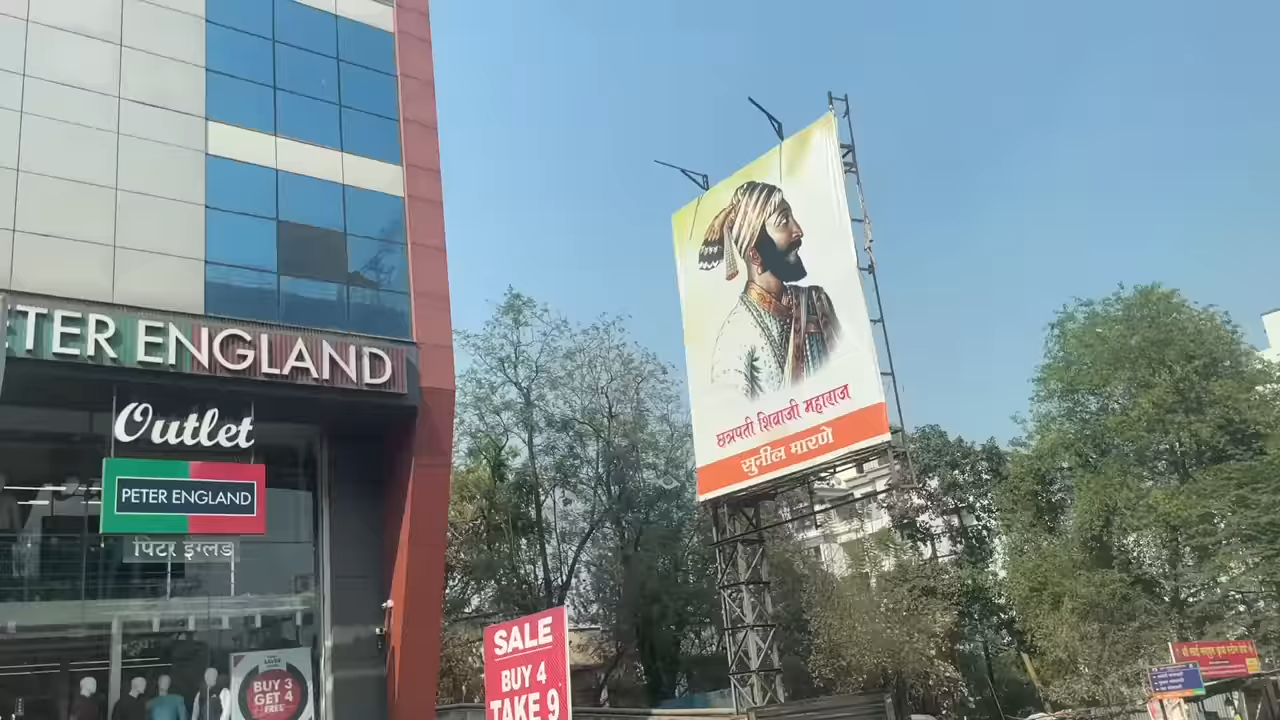 ETER ENGLAND
Outlet
PETER ENGLAND
पिटर इंग्लंड
BUY 3
GET 4
FREE
SALE
BUY 4
TAKE 9
छत्रपती शिवाजी महाराज
सुनील मारणे